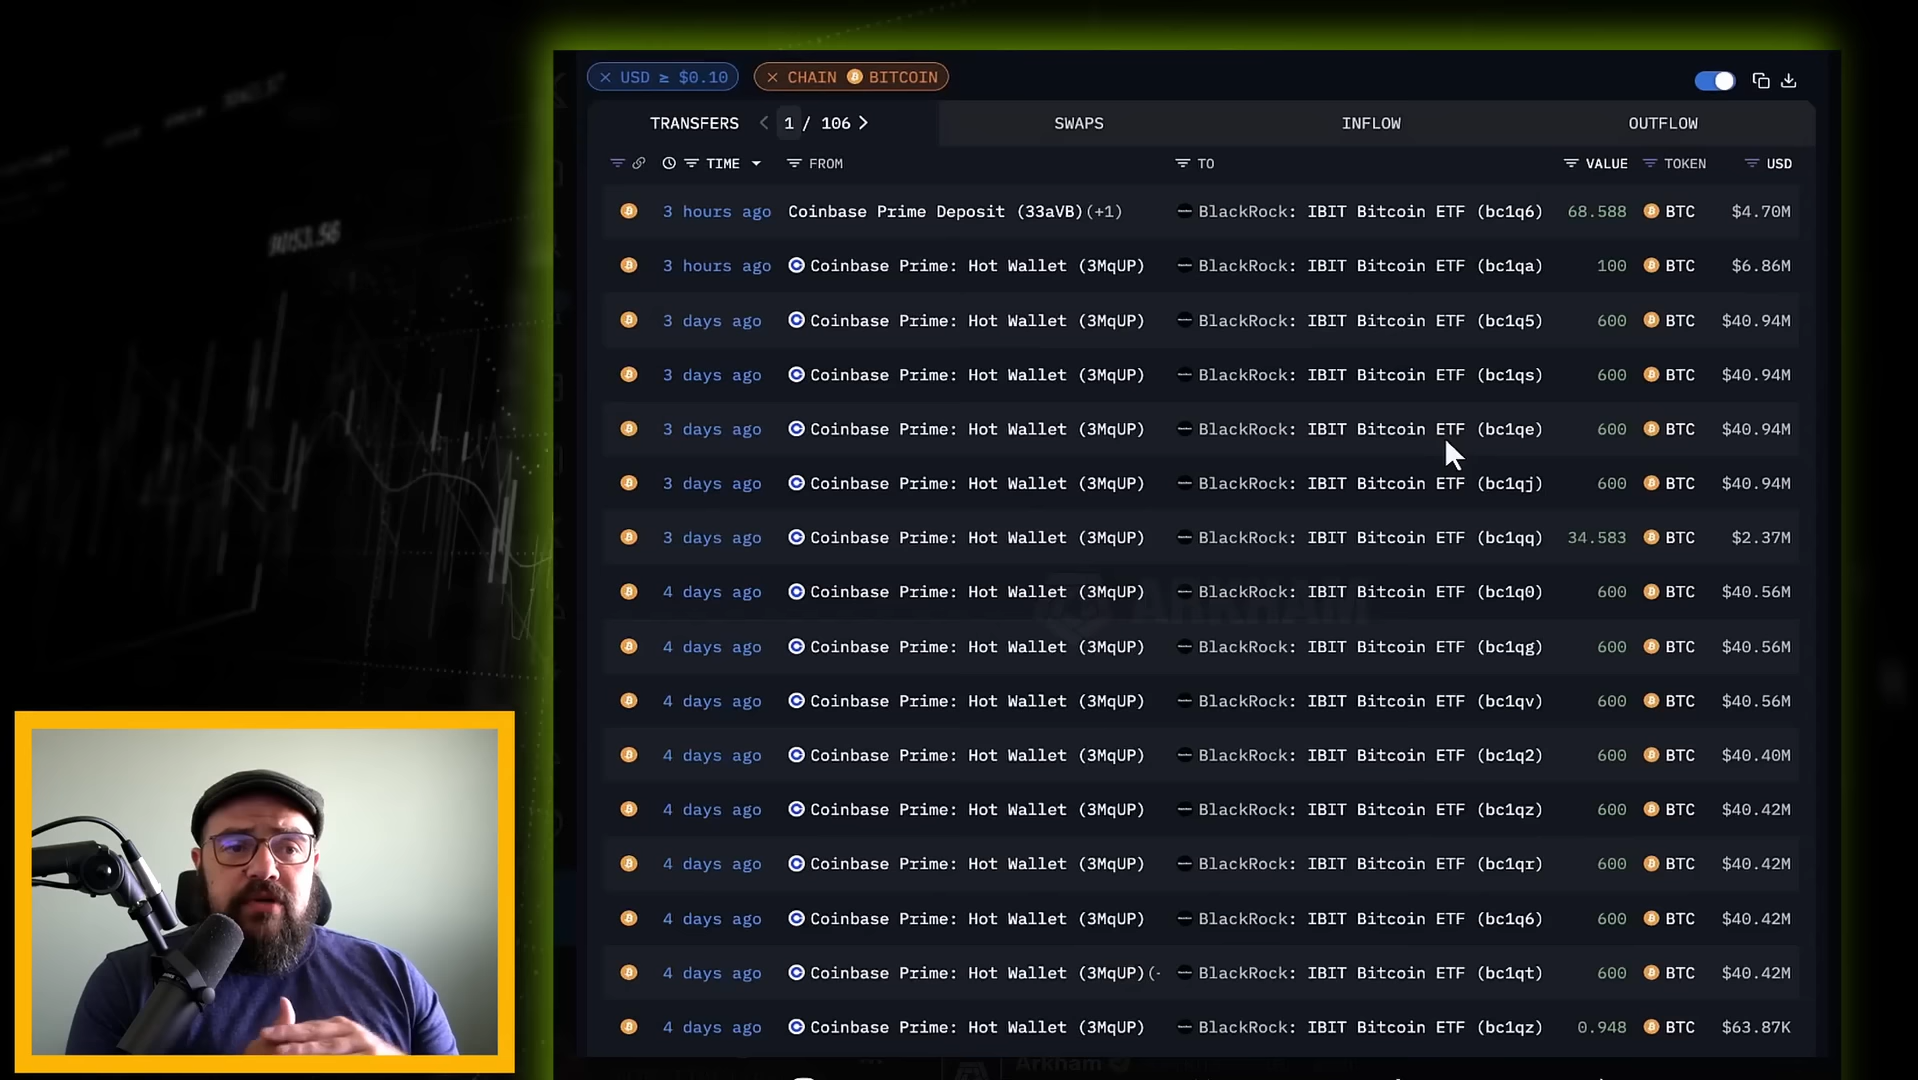 USD ≥ $0.10 CHAIN BITCOIN
TRANSFERS 1 / 106 SWAPS INFLOW OUTFLOW
TIME FROM TO VALUE TOKEN USD
3 hours ago Coinbase Prime Deposit (33aVB)(+1) BlackRock: IBIT Bitcoin ETF (bc1q6) 68.588 BTC $4.70M
3 hours ago Coinbase Prime: Hot Wallet (3MqUP) BlackRock: IBIT Bitcoin ETF (bc1qa) 100 BTC $6.86M
3 days ago Coinbase Prime: Hot Wallet (3MqUP) BlackRock: IBIT Bitcoin ETF (bc1q5) 600 BTC $40.94M
3 days ago Coinbase Prime: Hot Wallet (3MqUP) BlackRock: IBIT Bitcoin ETF (bc1qs) 600 BTC $40.94M
3 days ago Coinbase Prime: Hot Wallet (3MqUP) BlackRock: IBIT Bitcoin ETF (bc1qe) 600 BTC $40.94M
3 days ago Coinbase Prime: Hot Wallet (3MqUP) BlackRock: IBIT Bitcoin ETF (bc1qj) 600 BTC $40.94M
3 days ago Coinbase Prime: Hot Wallet (3MqUP) BlackRock: IBIT Bitcoin ETF (bc1qq) 34.583 BTC $2.37M
4 days ago Coinbase Prime: Hot Wallet (3MqUP) BlackRock: IBIT Bitcoin ETF (bc1q0) 600 BTC $40.56M
4 days ago Coinbase Prime: Hot Wallet (3MqUP) BlackRock: IBIT Bitcoin ETF (bc1qg) 600 BTC $40.56M
4 days ago Coinbase Prime: Hot Wallet (3MqUP) BlackRock: IBIT Bitcoin ETF (bc1qv) 600 BTC $40.56M
4 days ago Coinbase Prime: Hot Wallet (3MqUP) BlackRock: IBIT Bitcoin ETF (bc1q2) 600 BTC $40.40M
4 days ago Coinbase Prime: Hot Wallet (3MqUP) BlackRock: IBIT Bitcoin ETF (bc1qz) 600 BTC $40.42M
4 days ago Coinbase Prime: Hot Wallet (3MqUP) BlackRock: IBIT Bitcoin ETF (bc1qr) 600 BTC $40.42M
4 days ago Coinbase Prime: Hot Wallet (3MqUP) BlackRock: IBIT Bitcoin ETF (bc1q6) 600 BTC $40.42M
4 days ago Coinbase Prime: Hot Wallet (3MqUP)(- BlackRock: IBIT Bitcoin ETF (bc1qt) 600 BTC $40.42M
4 days ago Coinbase Prime: Hot Wallet (3MqUP) BlackRock: IBIT Bitcoin ETF (bc1qz) 0.948 BTC $63.87K
ARKHAM
Arkham